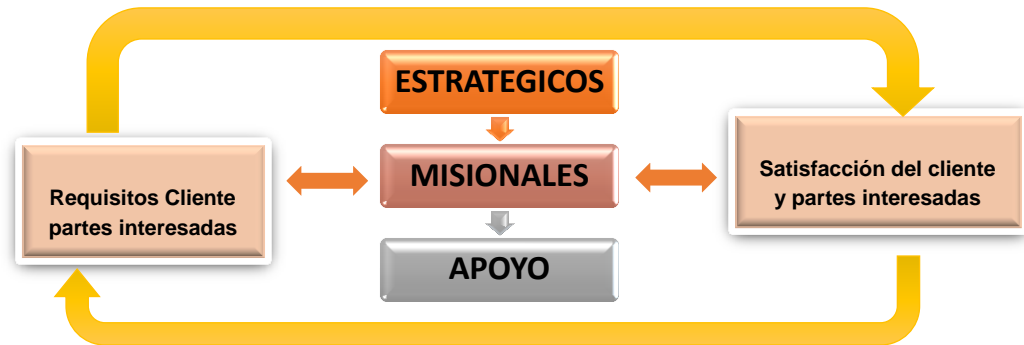 ESTRATEGICOS
Requisitos Cliente
partes interesadas
MISIONALES
Satisfacción del cliente
y partes interesadas
APOYO